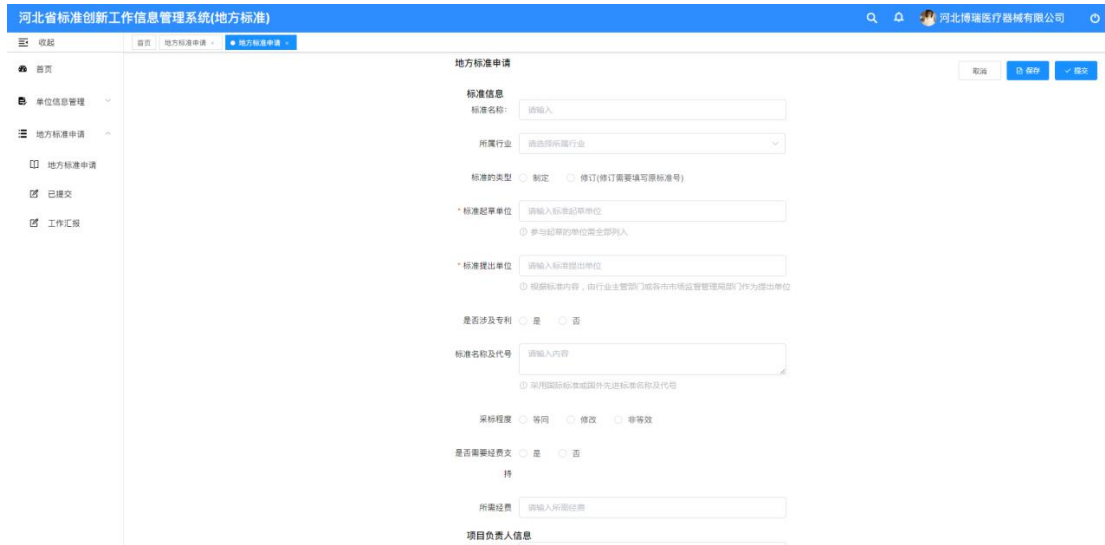 河北省标准创新工作信息管理系统(地方标准)
河北博瑞医疗器械有限公司
收起
首页 地方标准申请 × ● 地方标准申请 ×
首页
单位信息管理
地方标准申请
地方标准申请
已提交
工作汇报
地方标准申请
取消 保存 ✓ 提交
标准信息
标准名称: 请输入
所属行业 请选择所属行业
标准的类型 制定 修订(修订需要填写原标准号)
* 标准起草单位 请输入标准起草单位
参与起草的单位需全部列入
* 标准提出单位 请输入标准提出单位
根据标准内容，由行业主管部门或各市市场监督管理局部门作为提出单位
是否涉及专利 是 否
标准名称及代号 请输入内容
采用国际标准或国外先进标准名称及代号
采标程度 等同 修改 非等效
是否需要经费支
持
是 否
所需经费 请输入所需经费
项目负责人信息